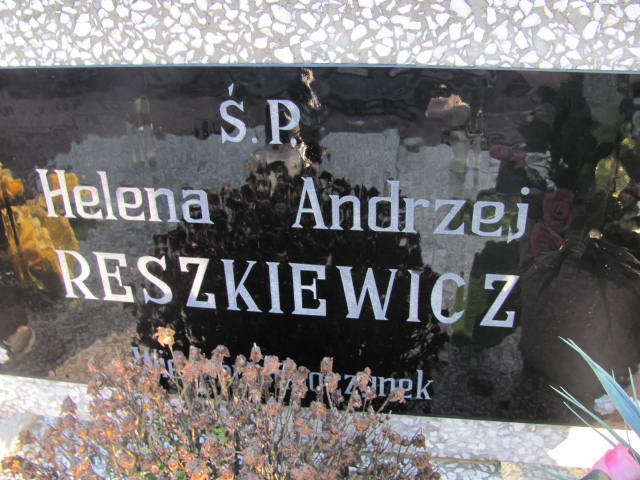 Ś.P.
Helena Andrzej
RESZKIEWICZ